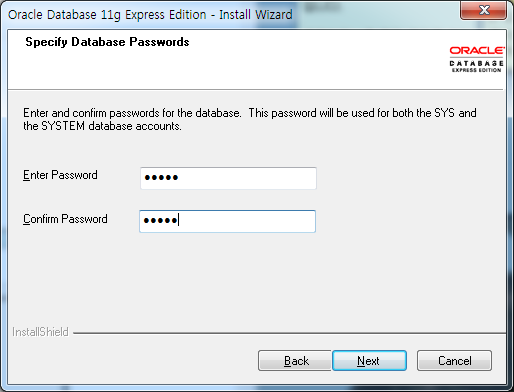 Oracle Database 11g Express Edition - Install Wizard
Specify Database Passwords
ORACLE
DATABASE
EXPRESS EDITION
Enter and confirm passwords for the database. This password will be used for both the SYS and
the SYSTEM database accounts.
Enter Password
•••••
Confirm Password
•••••
InstallShield
Back
Next
Cancel